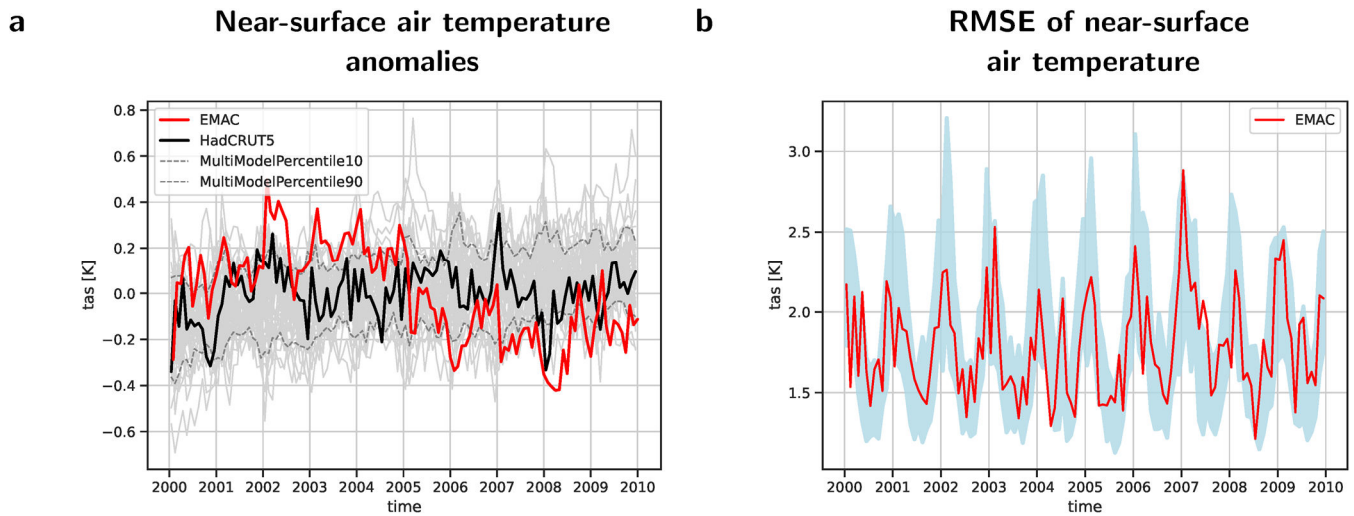 a
Near-surface air temperature
anomalies
0.8
0.6
0.4
0.2
0.0
−0.2
−0.4
−0.6
tas [K]
EMAC
HadCRUT5
MultiModelPercentile10
MultiModelPercentile90
2000 2001 2002 2003 2004 2005 2006 2007 2008 2009 2010
time
b
RMSE of near-surface
air temperature
3.0
2.5
2.0
1.5
tas [K]
EMAC
2000 2001 2002 2003 2004 2005 2006 2007 2008 2009 2010
time